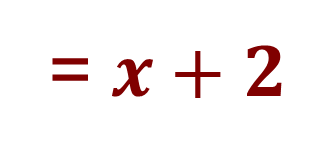 = x + 2